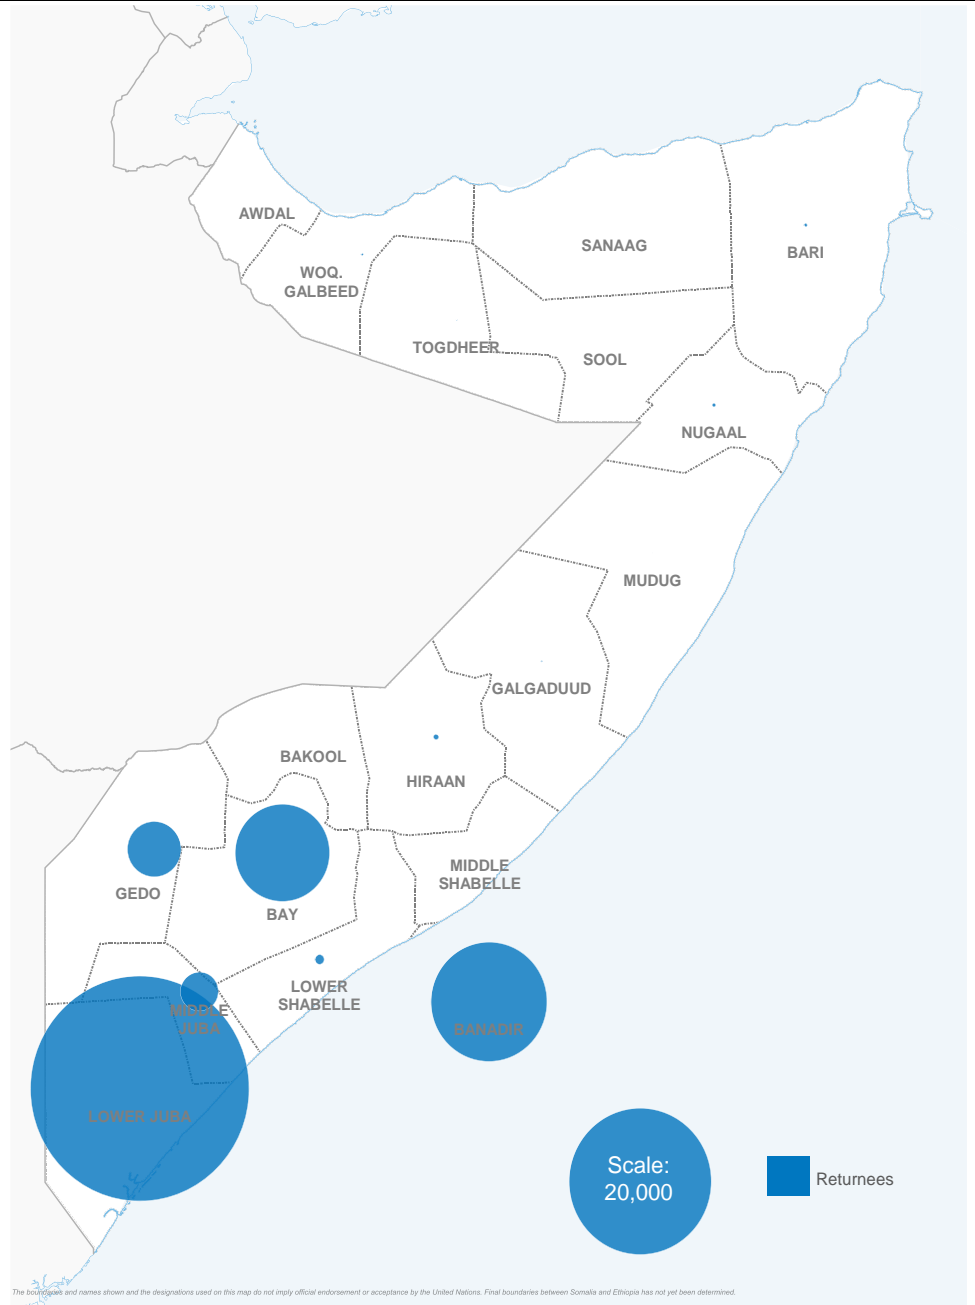 AWDAL
SANAAG
BARI
WOQ.
GALBEED
TOGDHEER
SOOL
NUGAAL
MUDUG
GALGADUUD
BAKOOL
HIRAAN
MIDDLE
SHABELLE
GEDO
BAY
LOWER
SHABELLE
MIDDLE
JUBA
BANADIR
LOWER JUBA
Scale:
20,000
Returnees
The boundaries and names shown and the designations used on this map do not imply official endorsement or acceptance by the United Nations. Final boundaries between Somalia and Ethiopia has not yet been determined.